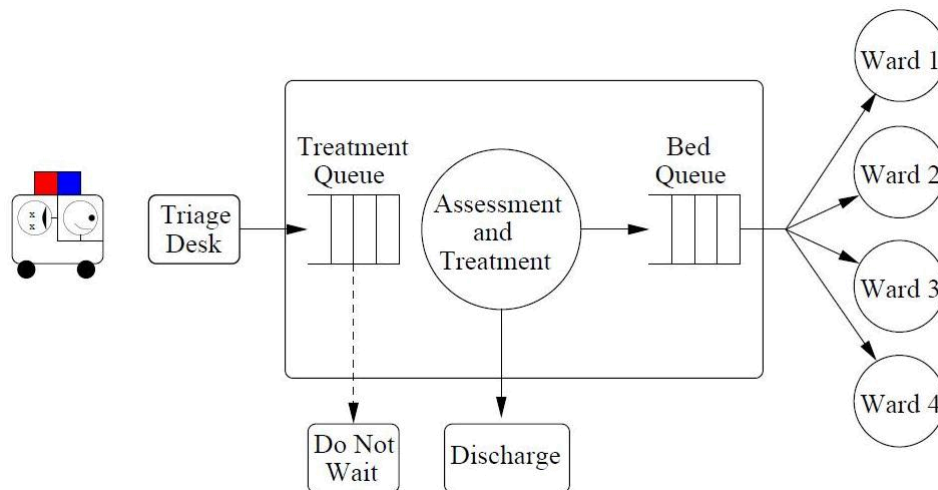 Ward 1
Treatment
Queue
Bed
Queue
Ward 2
Triage
Desk
x
x
Assessment
and
Treatment
Ward 3
Ward 4
Do Not
Wait
Discharge